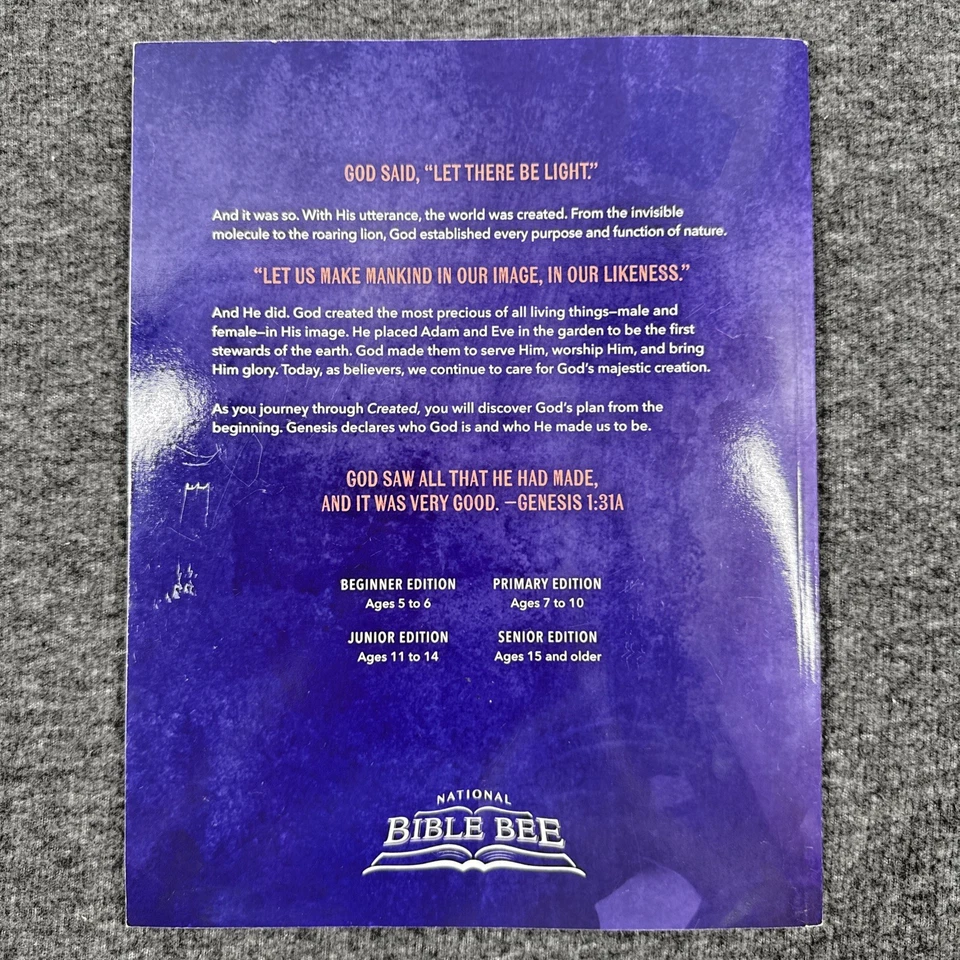 GOD SAID, “LET THERE BE LIGHT.”
And it was so. With His utterance, the world was created. From the invisible
molecule to the roaring lion, God established every purpose and function of nature.
“LET US MAKE MANKIND IN OUR IMAGE, IN OUR LIKENESS.”
And He did. God created the most precious of all living things—male and
female—in His image. He placed Adam and Eve in the garden to be the first
stewards of the earth. God made them to serve Him, worship Him, and bring
Him glory. Today, as believers, we continue to care for God’s majestic creation.
As you journey through Created, you will discover God’s plan from the
beginning. Genesis declares who God is and who He made us to be.
GOD SAW ALL THAT HE HAD MADE,
AND IT WAS VERY GOOD. —GENESIS 1:31A
BEGINNER EDITION PRIMARY EDITION
Ages 5 to 6 Ages 7 to 10
JUNIOR EDITION SENIOR EDITION
Ages 11 to 14 Ages 15 and older
NATIONAL
BIBLE BEE